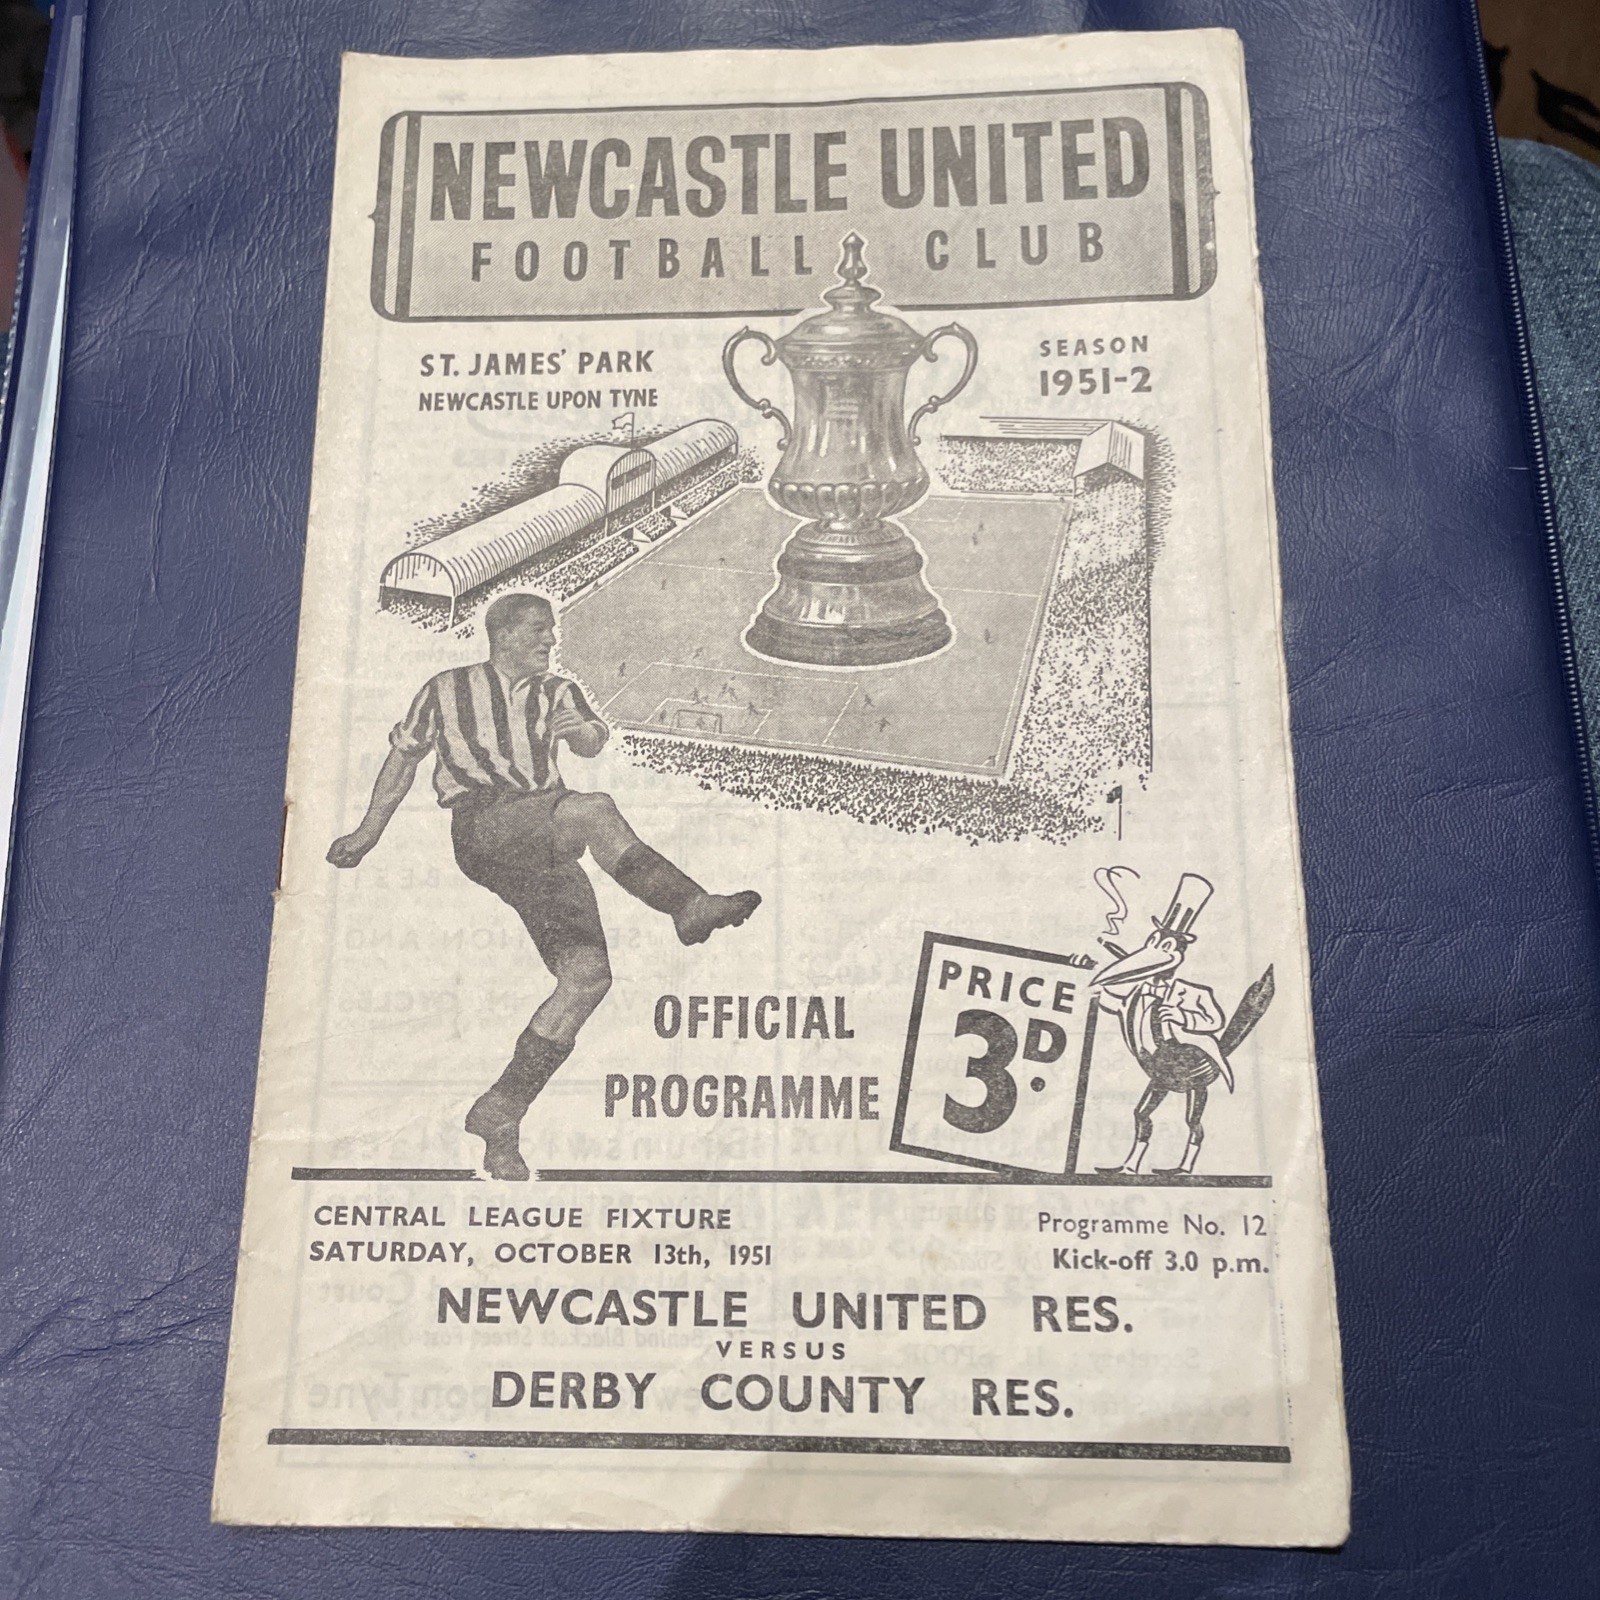 NEWCASTLE UNITED
FOOTBALL CLUB
ST. JAMES' PARK
NEWCASTLE UPON TYNE
SEASON
1951-2
OFFICIAL
PROGRAMME
PRICE
3D.
CENTRAL LEAGUE FIXTURE
SATURDAY, OCTOBER 13th, 1951
Programme No. 12
Kick-off 3.0 p.m.
NEWCASTLE UNITED RES.
VERSUS
DERBY COUNTY RES.